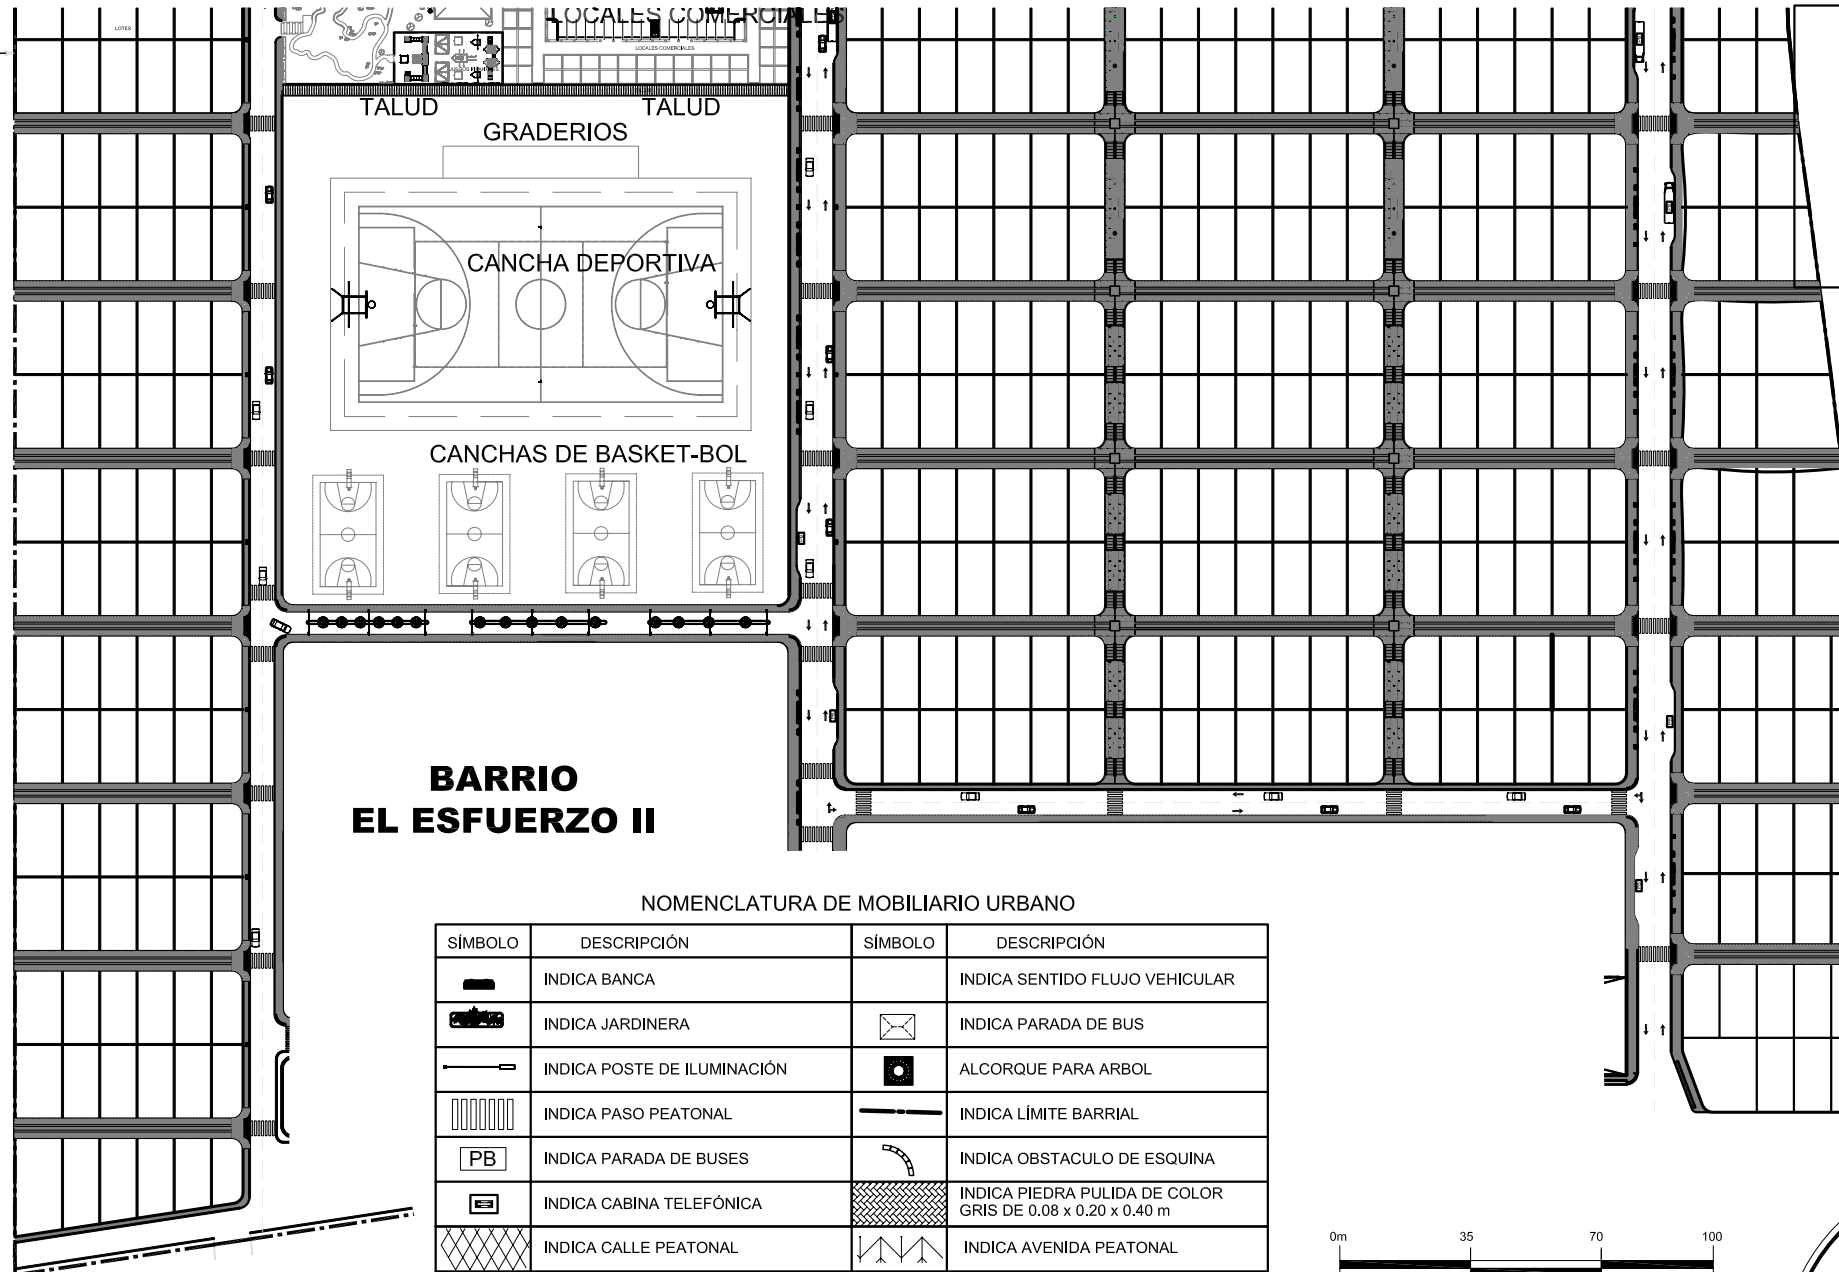 LOCALES COMERCIALES
LOTES
LOCALES COMERCIALES
TALUD
TALUD
GRADERIOS
CANCHA DEPORTIVA
CANCHAS DE BASKET-BOL
BARRIO
EL ESFUERZO II
NOMENCLATURA DE MOBILIARIO URBANO
SÍMBOLO DESCRIPCIÓN SÍMBOLO DESCRIPCIÓN
INDICA BANCA INDICA SENTIDO FLUJO VEHICULAR
INDICA JARDINERA INDICA PARADA DE BUS
INDICA POSTE DE ILUMINACIÓN ALCORQUE PARA ARBOL
INDICA PASO PEATONAL INDICA LÍMITE BARRIAL
PB INDICA PARADA DE BUSES INDICA OBSTACULO DE ESQUINA
INDICA CABINA TELEFÓNICA INDICA PIEDRA PULIDA DE COLOR
GRIS DE 0.08 x 0.20 x 0.40 m
INDICA CALLE PEATONAL INDICA AVENIDA PEATONAL
0m 35 70 100